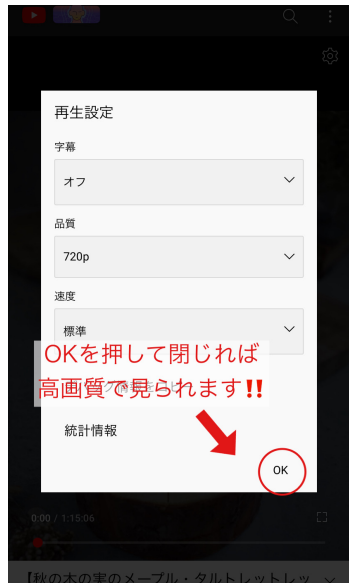 再生設定
字幕
オフ
品質
720p
速度
標準
OKを押して閉じれば
高画質で見られます!!
統計情報
OK
0:00 / 1:15:06
【秋の木の実のメープル・タルトレットレッ